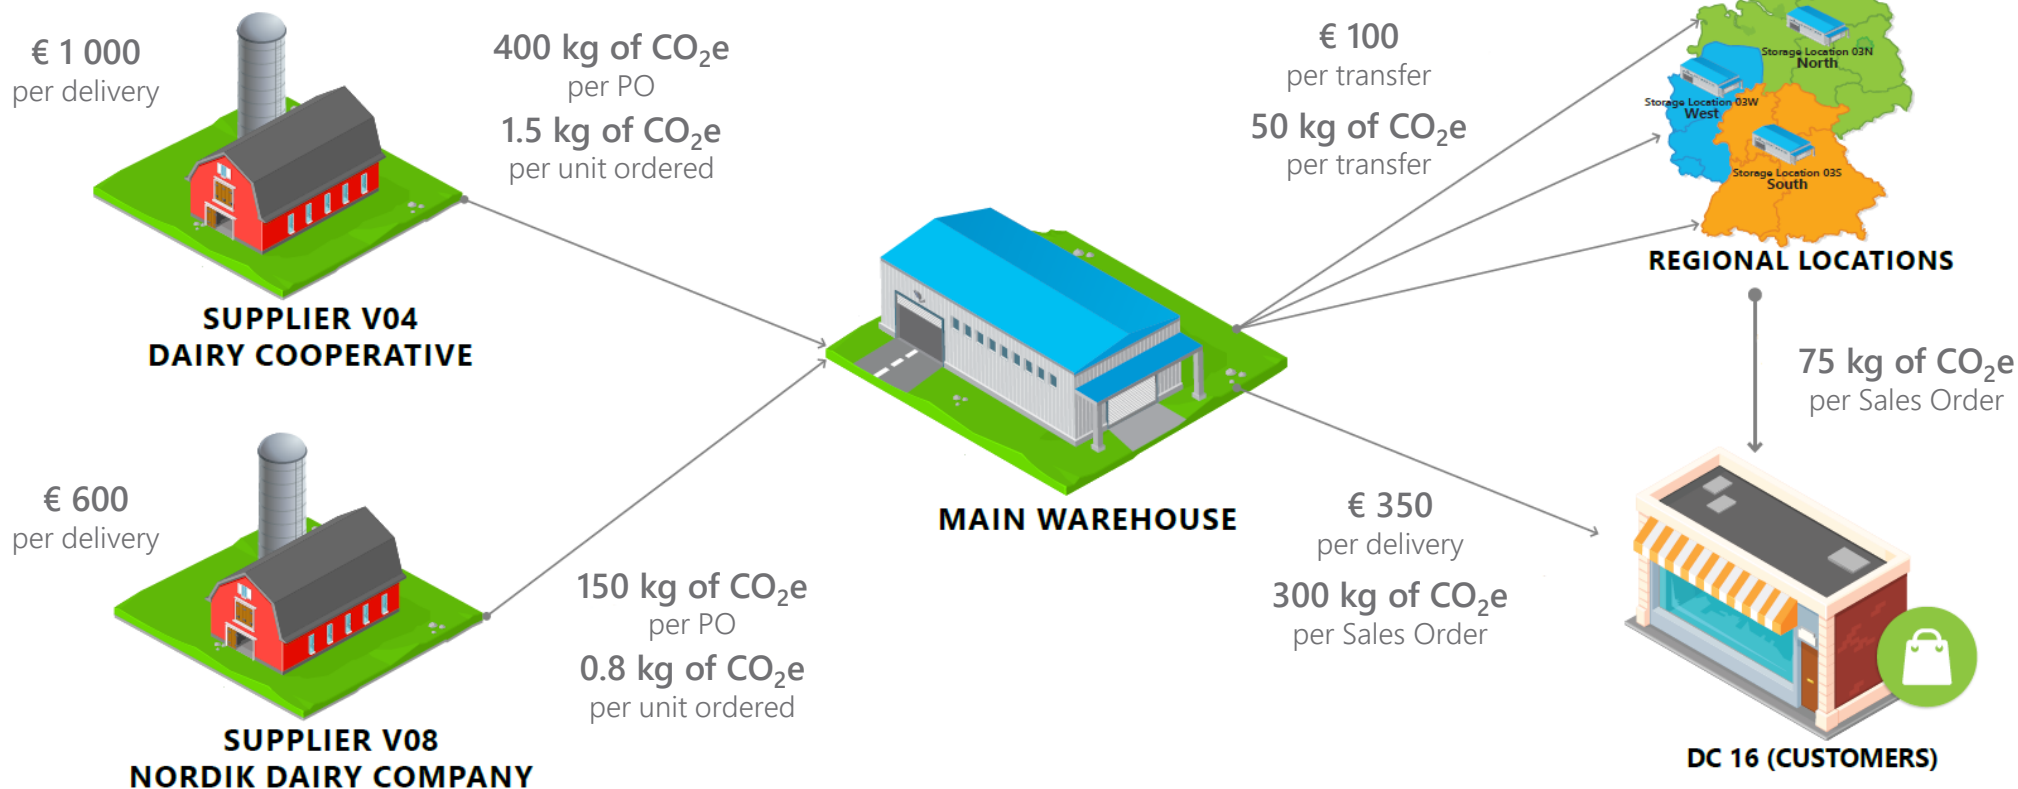 € 1 000
per delivery
400 kg of CO₂e
per PO
1.5 kg of CO₂e
per unit ordered
SUPPLIER V04
DAIRY COOPERATIVE
€ 600
per delivery
150 kg of CO₂e
per PO
0.8 kg of CO₂e
per unit ordered
SUPPLIER V08
NORDIK DAIRY COMPANY
MAIN WAREHOUSE
€ 100
per transfer
50 kg of CO₂e
per transfer
Storage Location 03N
North
Storage Location 03W
West
Storage Location 03S
South
REGIONAL LOCATIONS
75 kg of CO₂e
per Sales Order
€ 350
per delivery
300 kg of CO₂e
per Sales Order
DC 16 (CUSTOMERS)